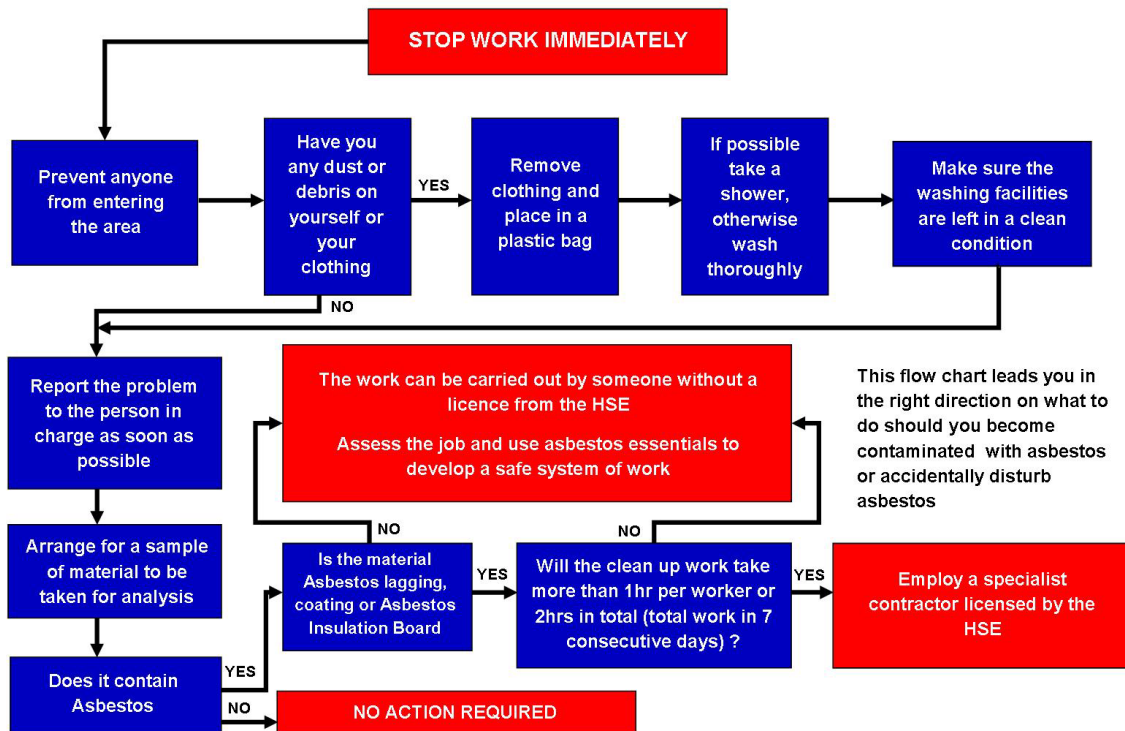 STOP WORK IMMEDIATELY
Prevent anyone
from entering
the area
Have you
any dust or
debris on
yourself or
your
clothing
YES
Remove
clothing and
place in a
plastic bag
If possible
take a
shower,
otherwise
wash
thoroughly
Make sure the
washing facilities
are left in a clean
condition
NO
Report the problem
to the person in
charge as soon as
possible
The work can be carried out by someone without a
licence from the HSE
Assess the job and use asbestos essentials to
develop a safe system of work
This flow chart leads you in
the right direction on what to
do should you become
contaminated with asbestos
or accidentally disturb
asbestos
Arrange for a sample
of material to be
taken for analysis
NO
NO
Is the material
Asbestos lagging,
coating or Asbestos
Insulation Board
YES
Will the clean up work take
more than 1hr per worker or
2hrs in total (total work in 7
consecutive days) ?
YES
Employ a specialist
contractor licensed by the
HSE
Does it contain
Asbestos
YES
NO
NO ACTION REQUIRED